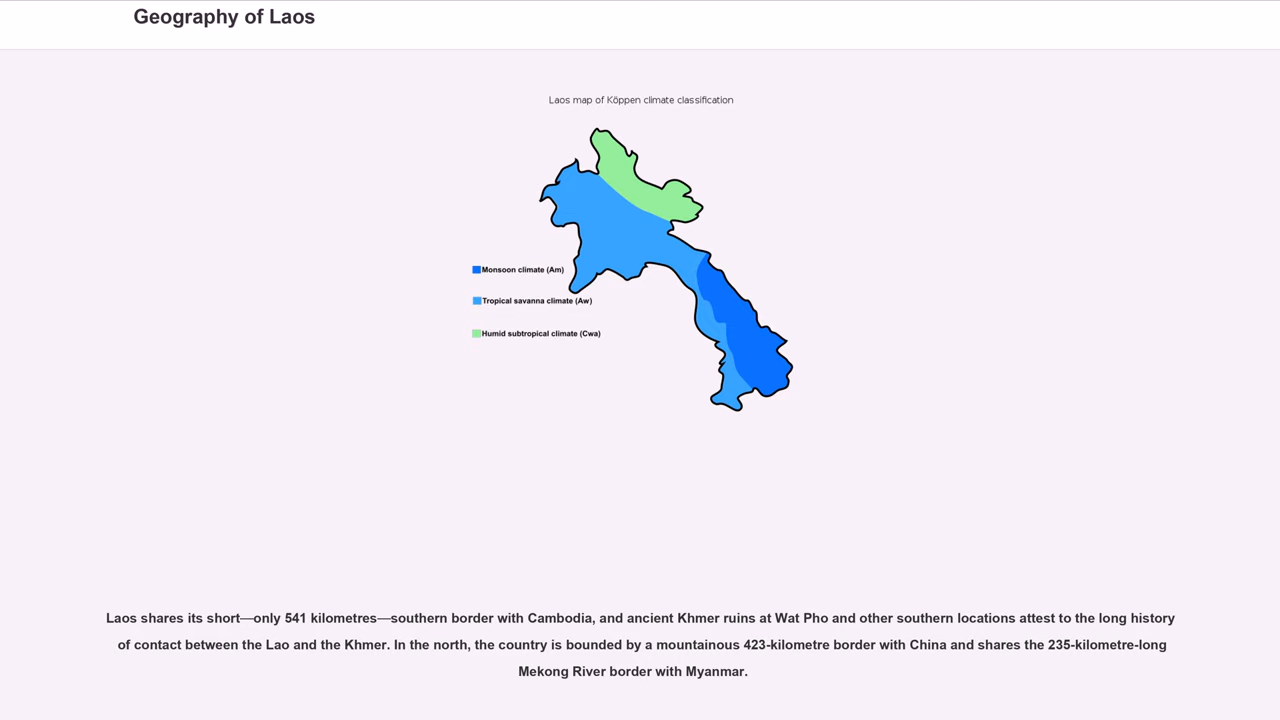 Geography of Laos
Laos map of Köppen climate classification
Monsoon climate (Am)
Tropical savanna climate (Aw)
Humid subtropical climate (Cwa)
Laos shares its short—only 541 kilometres—southern border with Cambodia, and ancient Khmer ruins at Wat Pho and other southern locations attest to the long history
of contact between the Lao and the Khmer. In the north, the country is bounded by a mountainous 423-kilometre border with China and shares the 235-kilometre-long
Mekong River border with Myanmar.